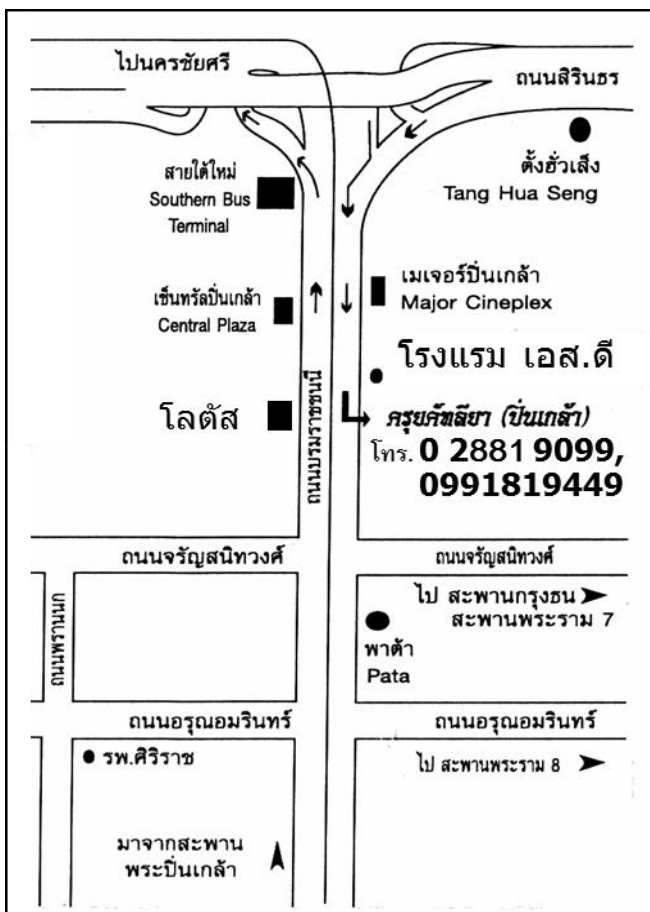 ไปนครชัยศรี
ถนนสิรินธร
ตั้งฮั่วเส็ง
Tang Hua Seng
สายใต้ใหม่
Southern Bus
Terminal
เมเจอร์ปิ่นเกล้า
Major Cineplex
เซ็นทรัลปิ่นเกล้า
Central Plaza
โรงแรม เอส.ดี
โลตัส
ครุยคัทลียา (ปิ่นเกล้า)
โทร. 0 2881 9099,
0991819449
ถนนบรมราชชนนี
ถนนจรัญสนิทวงศ์
ถนนจรัญสนิทวงศ์
ไป สะพานกรุงธน
สะพานพระราม 7
ถนนพรานนก
พาต้า
Pata
ถนนอรุณอมรินทร์
ถนนอรุณอมรินทร์
รพ.ศิริราช
ไป สะพานพระราม 8
มาจากสะพาน
พระปิ่นเกล้า